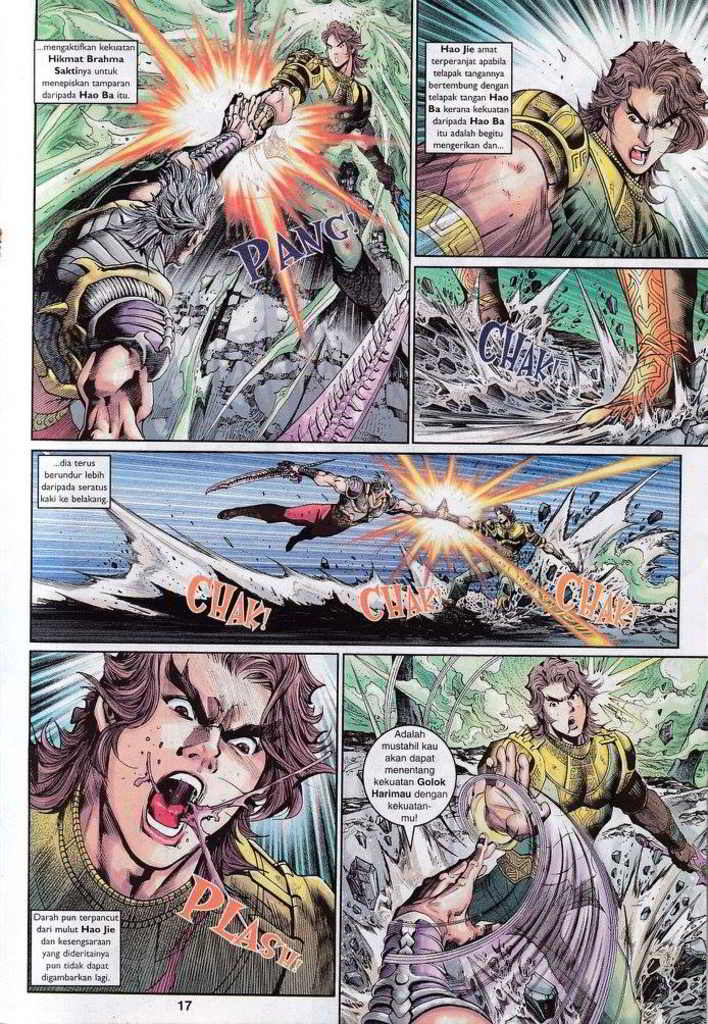 ...mengaktifkan kekuatan
Hikmat Brahma
Saktinya untuk
menepiskan tamparan
daripada Hao Ba itu.
PANG!
Hao Jie amat
terperanjat apabila
telapak tangannya
bertembung dengan
telapak tangan Hao
Ba kerana kekuatan
daripada Hao Ba
itu adalah begitu
mengerikan dan...
CHAK!
...dia terus
berundur lebih
daripada seratus
kaki ke belakang.
CHAK!
CHAK!
CHAK!
PLASH!
Darah pun terpancut
dari mulut Hao Jie
dan kesengsaraan
yang dideritainya
pun tidak dapat
digambarkan lagi.
Adalah
mustahil kau
akan dapat
menentang
kekuatan Golok
Harimau dengan
kekuatan-
mu!
17